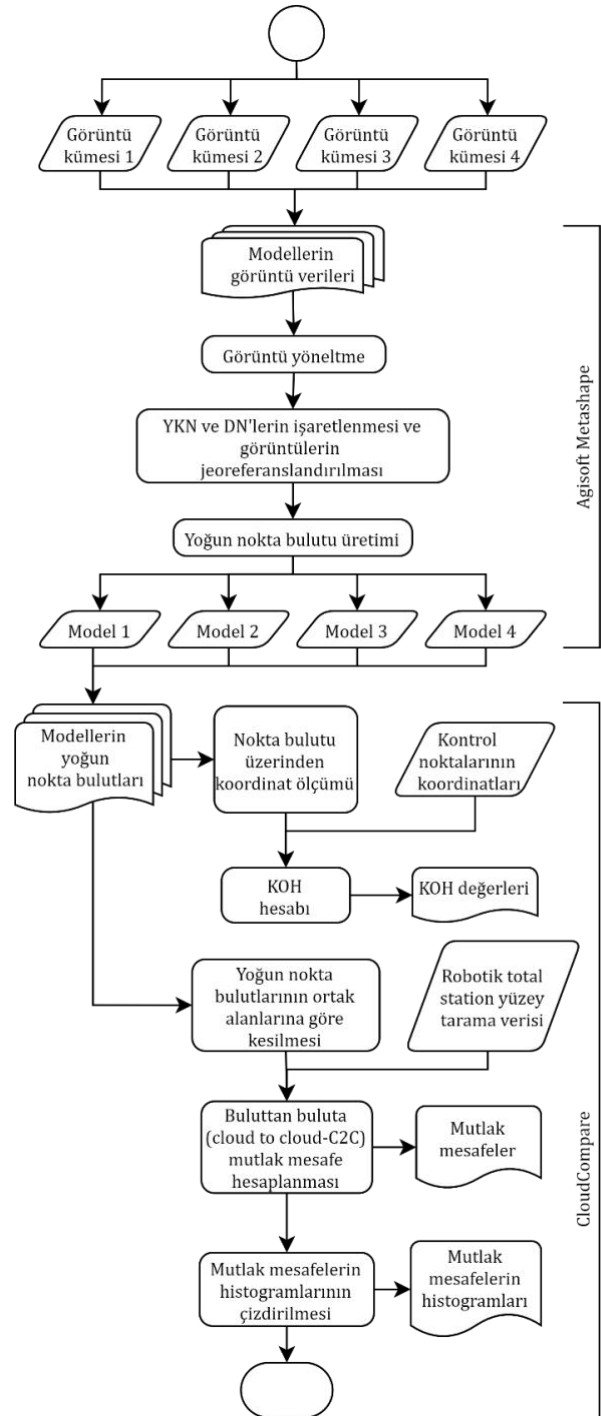 Görüntü
kümesi 1
Görüntü
kümesi 2
Görüntü
kümesi 3
Görüntü
kümesi 4
Modellerin
görüntü verileri
Görüntü yöneltme
YKN ve DN'lerin işaretlenmesi ve
görüntülerin
jeoreferanslandırılması
Yoğun nokta bulutu üretimi
Model 1
Model 2
Model 3
Model 4
Agisoft Metashape
Modellerin
yoğun
nokta bulutları
Nokta bulutu
üzerinden
koordinat ölçümü
Kontrol
noktalarının
koordinatları
KOH
hesabı
KOH değerleri
Yoğun nokta
bulutlarının ortak
alanlarına göre
kesilmesi
Robotik total
station yüzey
tarama verisi
Buluttan buluta
(cloud to cloud-C2C)
mutlak mesafe
hesaplanması
Mutlak
mesafeler
Mutlak mesafelerin
histogramlarının
çizdirilmesi
Mutlak
mesafelerin
histogramları
CloudCompare